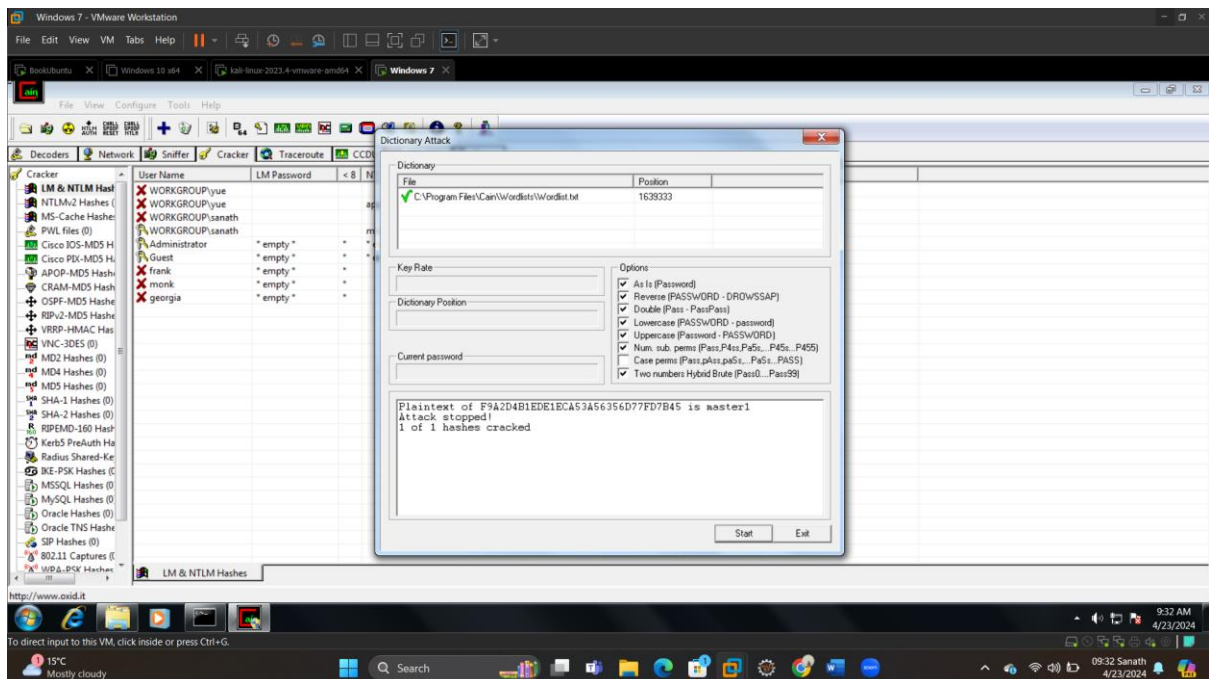 Windows 7 - VMware Workstation
File Edit View VM Tabs Help
BookUbuntu
Windows 10 x64
kali-linux-2023.4-vmware-amd64
Windows 7
File View Configure Tools Help
Decoders Network Sniffer Cracker Traceroute CCDU
Cracker
LM & NTLM Hash
NTLMv2 Hashes (
MS-Cache Hashes
PWL files (0)
Cisco IOS-MD5 H
Cisco PIX-MD5 H
APOP-MD5 Hash
CRAM-MD5 Hash
OSPF-MD5 Hashe
RIPv2-MD5 Hashe
VRRP-HMAC Has
VNC-3DES (0)
MD2 Hashes (0)
MD4 Hashes (0)
MD5 Hashes (0)
SHA-1 Hashes (0)
SHA-2 Hashes (0)
RIPEMD-160 Hash
Kerb5 PreAuth Ha
Radius Shared-Ke
IKE-PSK Hashes (0
MSSQL Hashes (0
MySQL Hashes (0)
Oracle Hashes (0)
Oracle TNS Hashe
SIP Hashes (0)
802.11 Captures (0
WPA-PSK Hashes
User Name LM Password < 8 N
WORKGROUP\yue
WORKGROUP\yue
WORKGROUP\sanath
WORKGROUP\sanath
Administrator * empty * *
Guest * empty * *
frank * empty * *
monk * empty * *
georgia * empty * *
LM & NTLM Hashes
Dictionary Attack
Dictionary
File Position
C:\Program Files\Cain\Wordlists\Wordlist.txt 1639333
Key Rate
Dictionary Position
Current password
Options
As Is (Password)
Reverse (PASSWORD - DROWSSAP)
Double (Pass - PassPass)
Lowercase (PASSWORD - password)
Uppercase (Password - PASSWORD)
Num. sub. perms (Pass,P4ss,Pa5s,...P45s...P455)
Case perms (Pass,pAss,paSs,...PaSs...PASS)
Two numbers Hybrid Brute (Pass0....Pass99)
Plaintext of F9A2D4B1EDE1ECA53A56356D77FD7B45 is master1
Attack stopped!
1 of 1 hashes cracked
Start Exit
http://www.oxid.it
9:32 AM
4/23/2024
To direct input to this VM, click inside or press Ctrl+G.
15°C
Mostly cloudy
Search
09:32 Sanath
4/23/2024